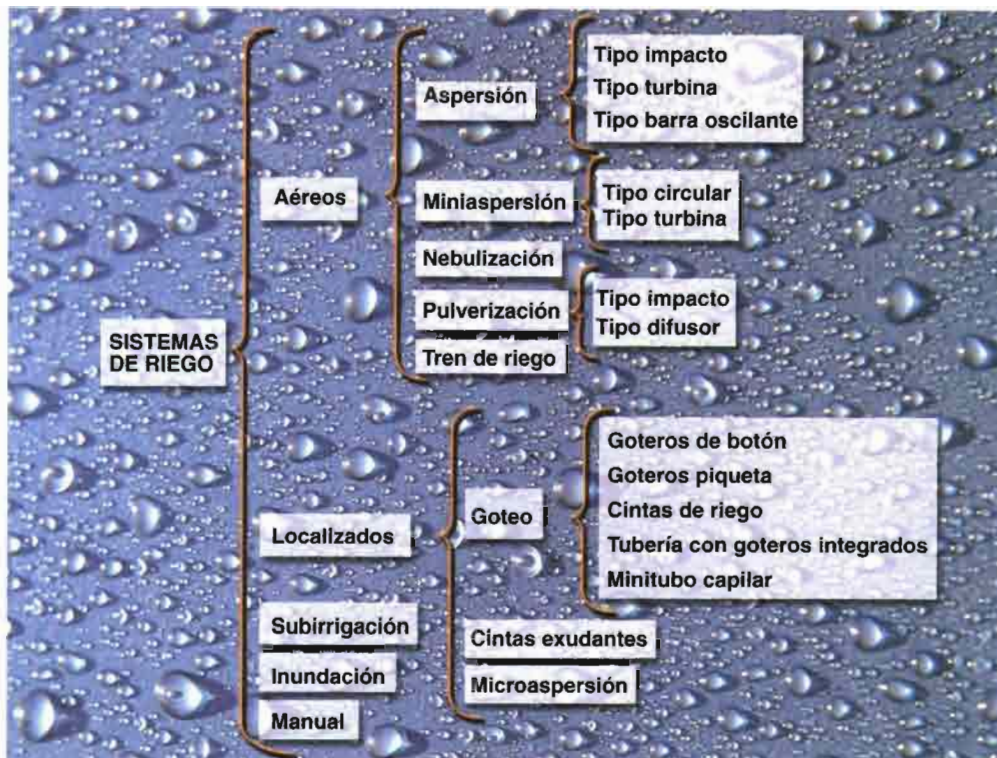 SISTEMAS
DE RIEGO
Aéreos
Aspersión
Tipo impacto
Tipo turbina
Tipo barra oscilante
Miniaspersión
Tipo circular
Tipo turbina
Nebulización
Pulverización
Tipo impacto
Tipo difusor
Tren de riego
Localizados
Goteo
Goteros de botón
Goteros piqueta
Cintas de riego
Tubería con goteros integrados
Minitubo capilar
Cintas exudantes
Microaspersión
Subirrigación
Inundación
Manual